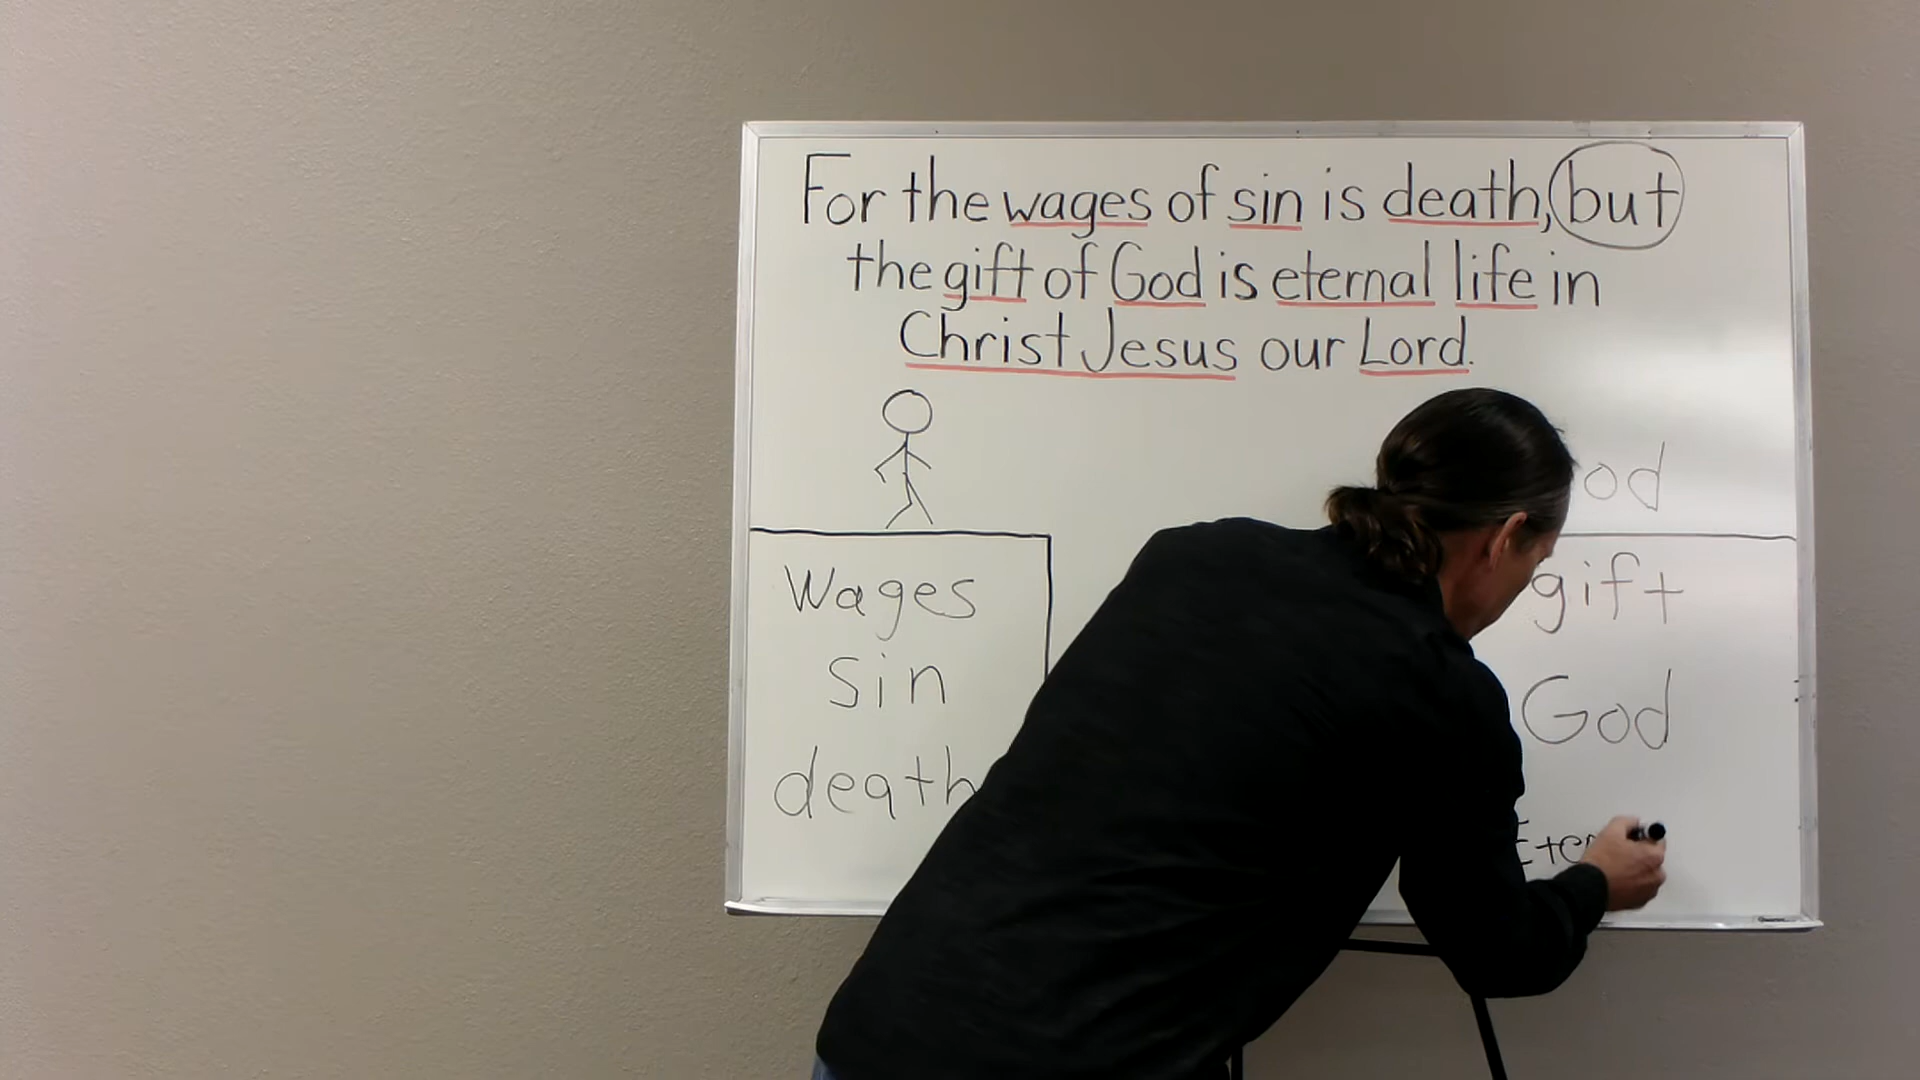 For the wages of sin is death, but
the gift of God is eternal life in
Christ Jesus our Lord.
Wages
sin
death
gift
God